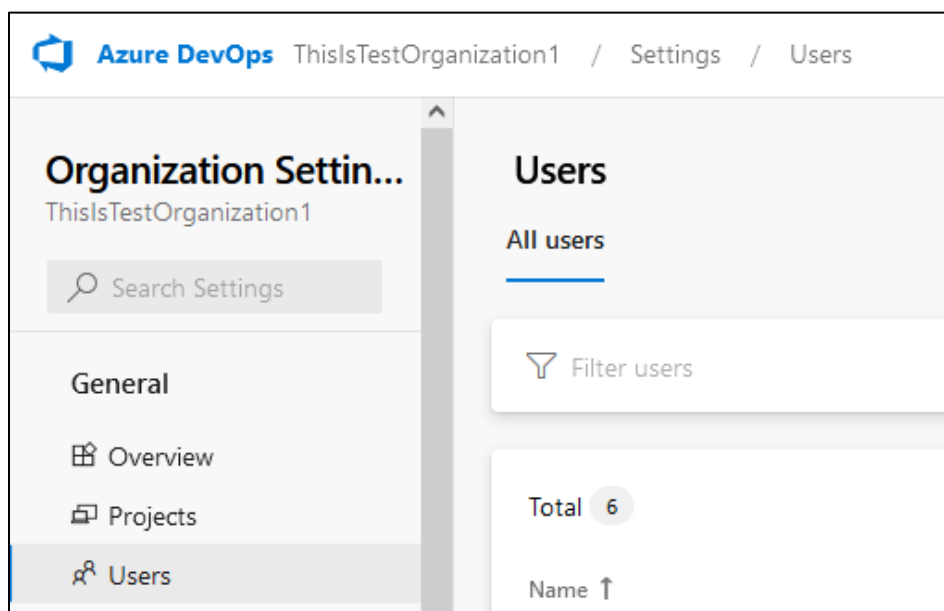 Azure DevOps ThisIsTestOrganization1 / Settings / Users
Organization Settin...
ThisIsTestOrganization1
Search Settings
General
Overview
Projects
Users
Users
All users
Filter users
Total 6
Name ↑